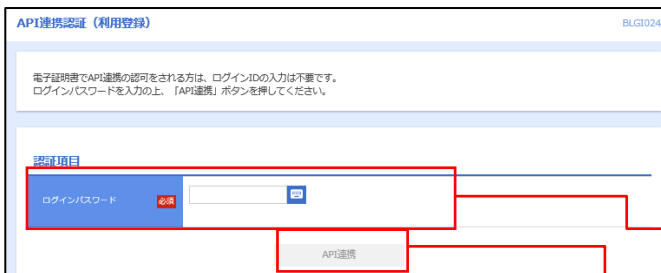 API連携認証（利用登録）
BLGI024
電子証明書でAPI連携の認可をされる方は、ログインIDの入力は不要です。
ログインパスワードを入力の上、「API連携」ボタンを押してください。
認証項目
ログインパスワード 必須
API連携